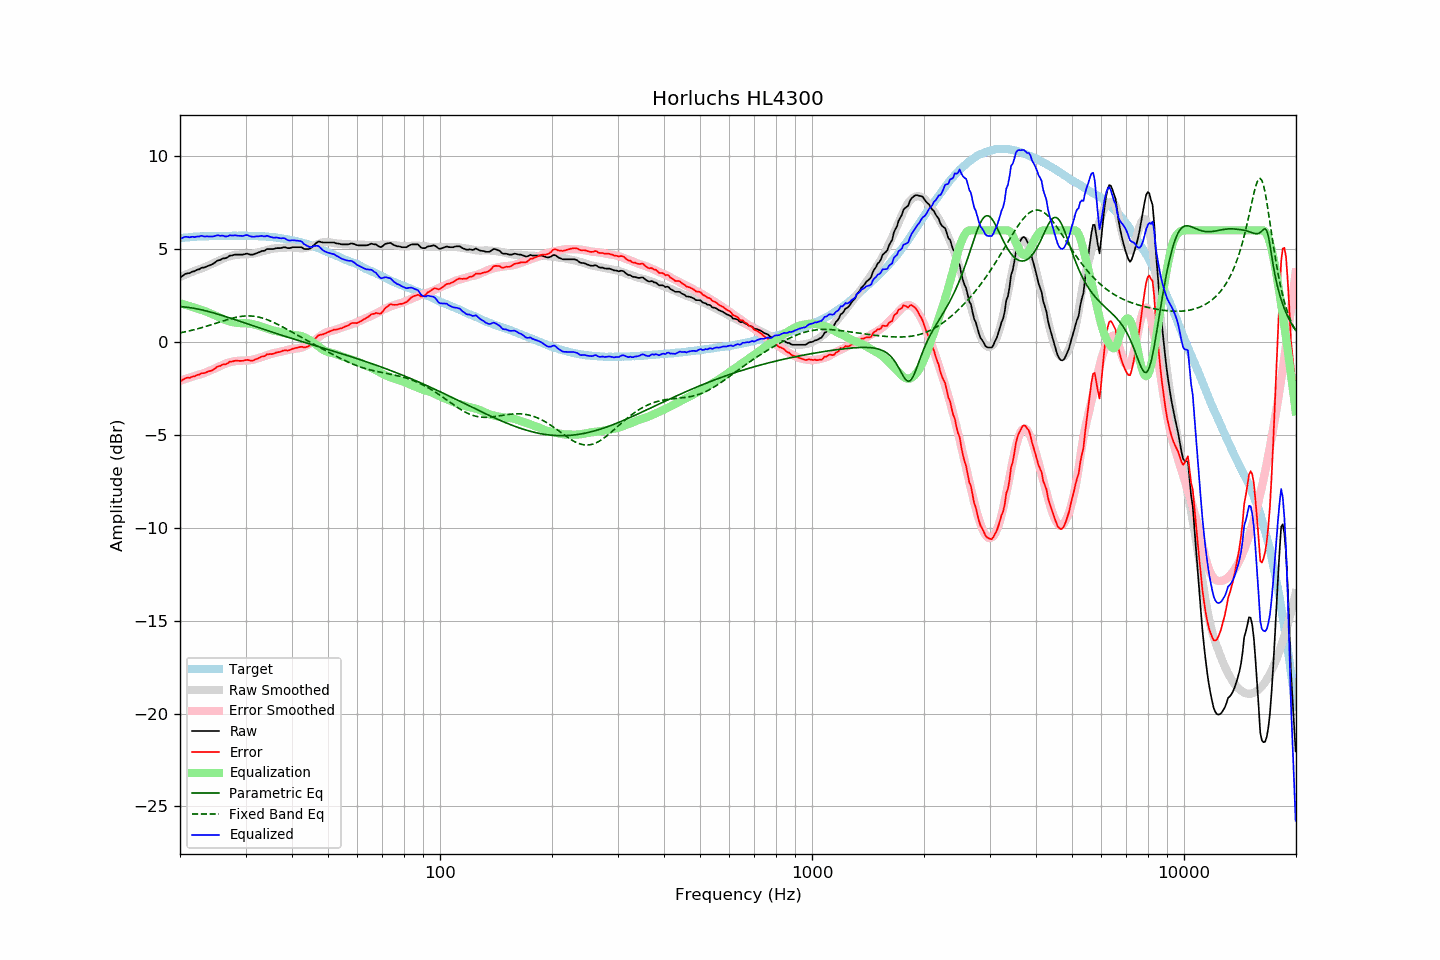 Horluchs HL4300
10
5
0
−5
−10
−15
−20
−25
Amplitude (dBr)
Target
Raw Smoothed
Error Smoothed
Raw
Error
Equalization
Parametric Eq
Fixed Band Eq
Equalized
100
1000
10000
Frequency (Hz)